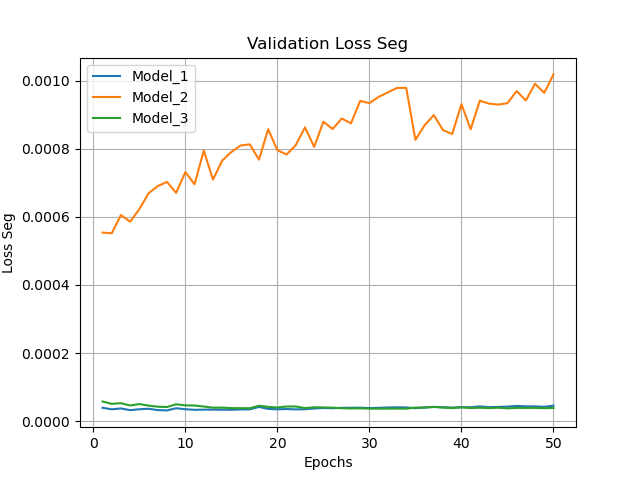 Validation Loss Seg
Model_1
Model_2
Model_3
0.0010
0.0008
0.0006
0.0004
0.0002
0.0000
Loss Seg
0
10
20
30
40
50
Epochs